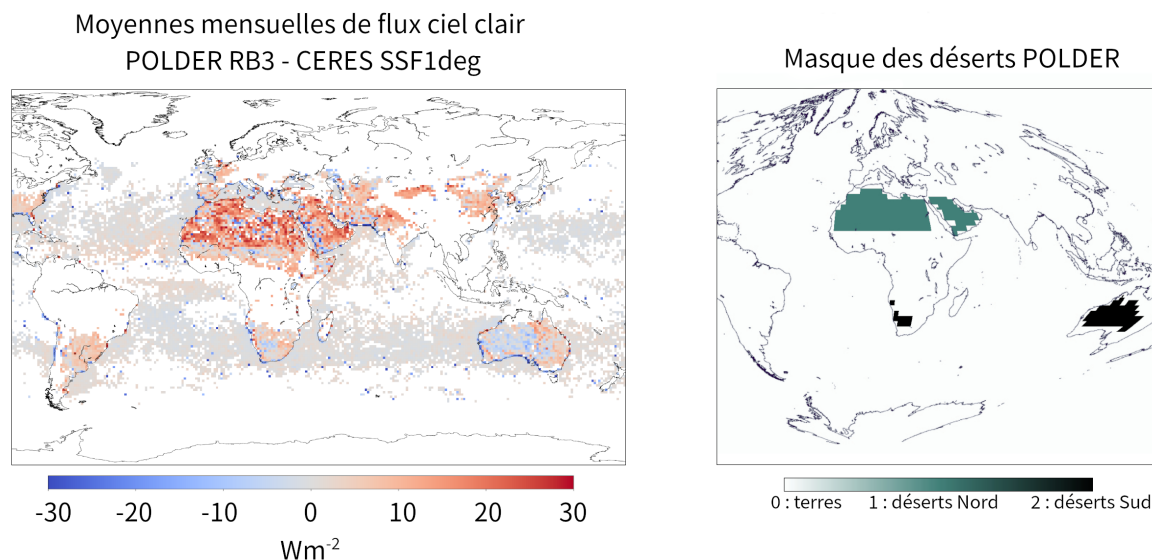 Moyennes mensuelles de flux ciel clair
POLDER RB3 - CERES SSF1deg
-30 -20 -10 0 10 20 30
Wm-2
Masque des déserts POLDER
0 : terres 1 : déserts Nord 2 : déserts Sud